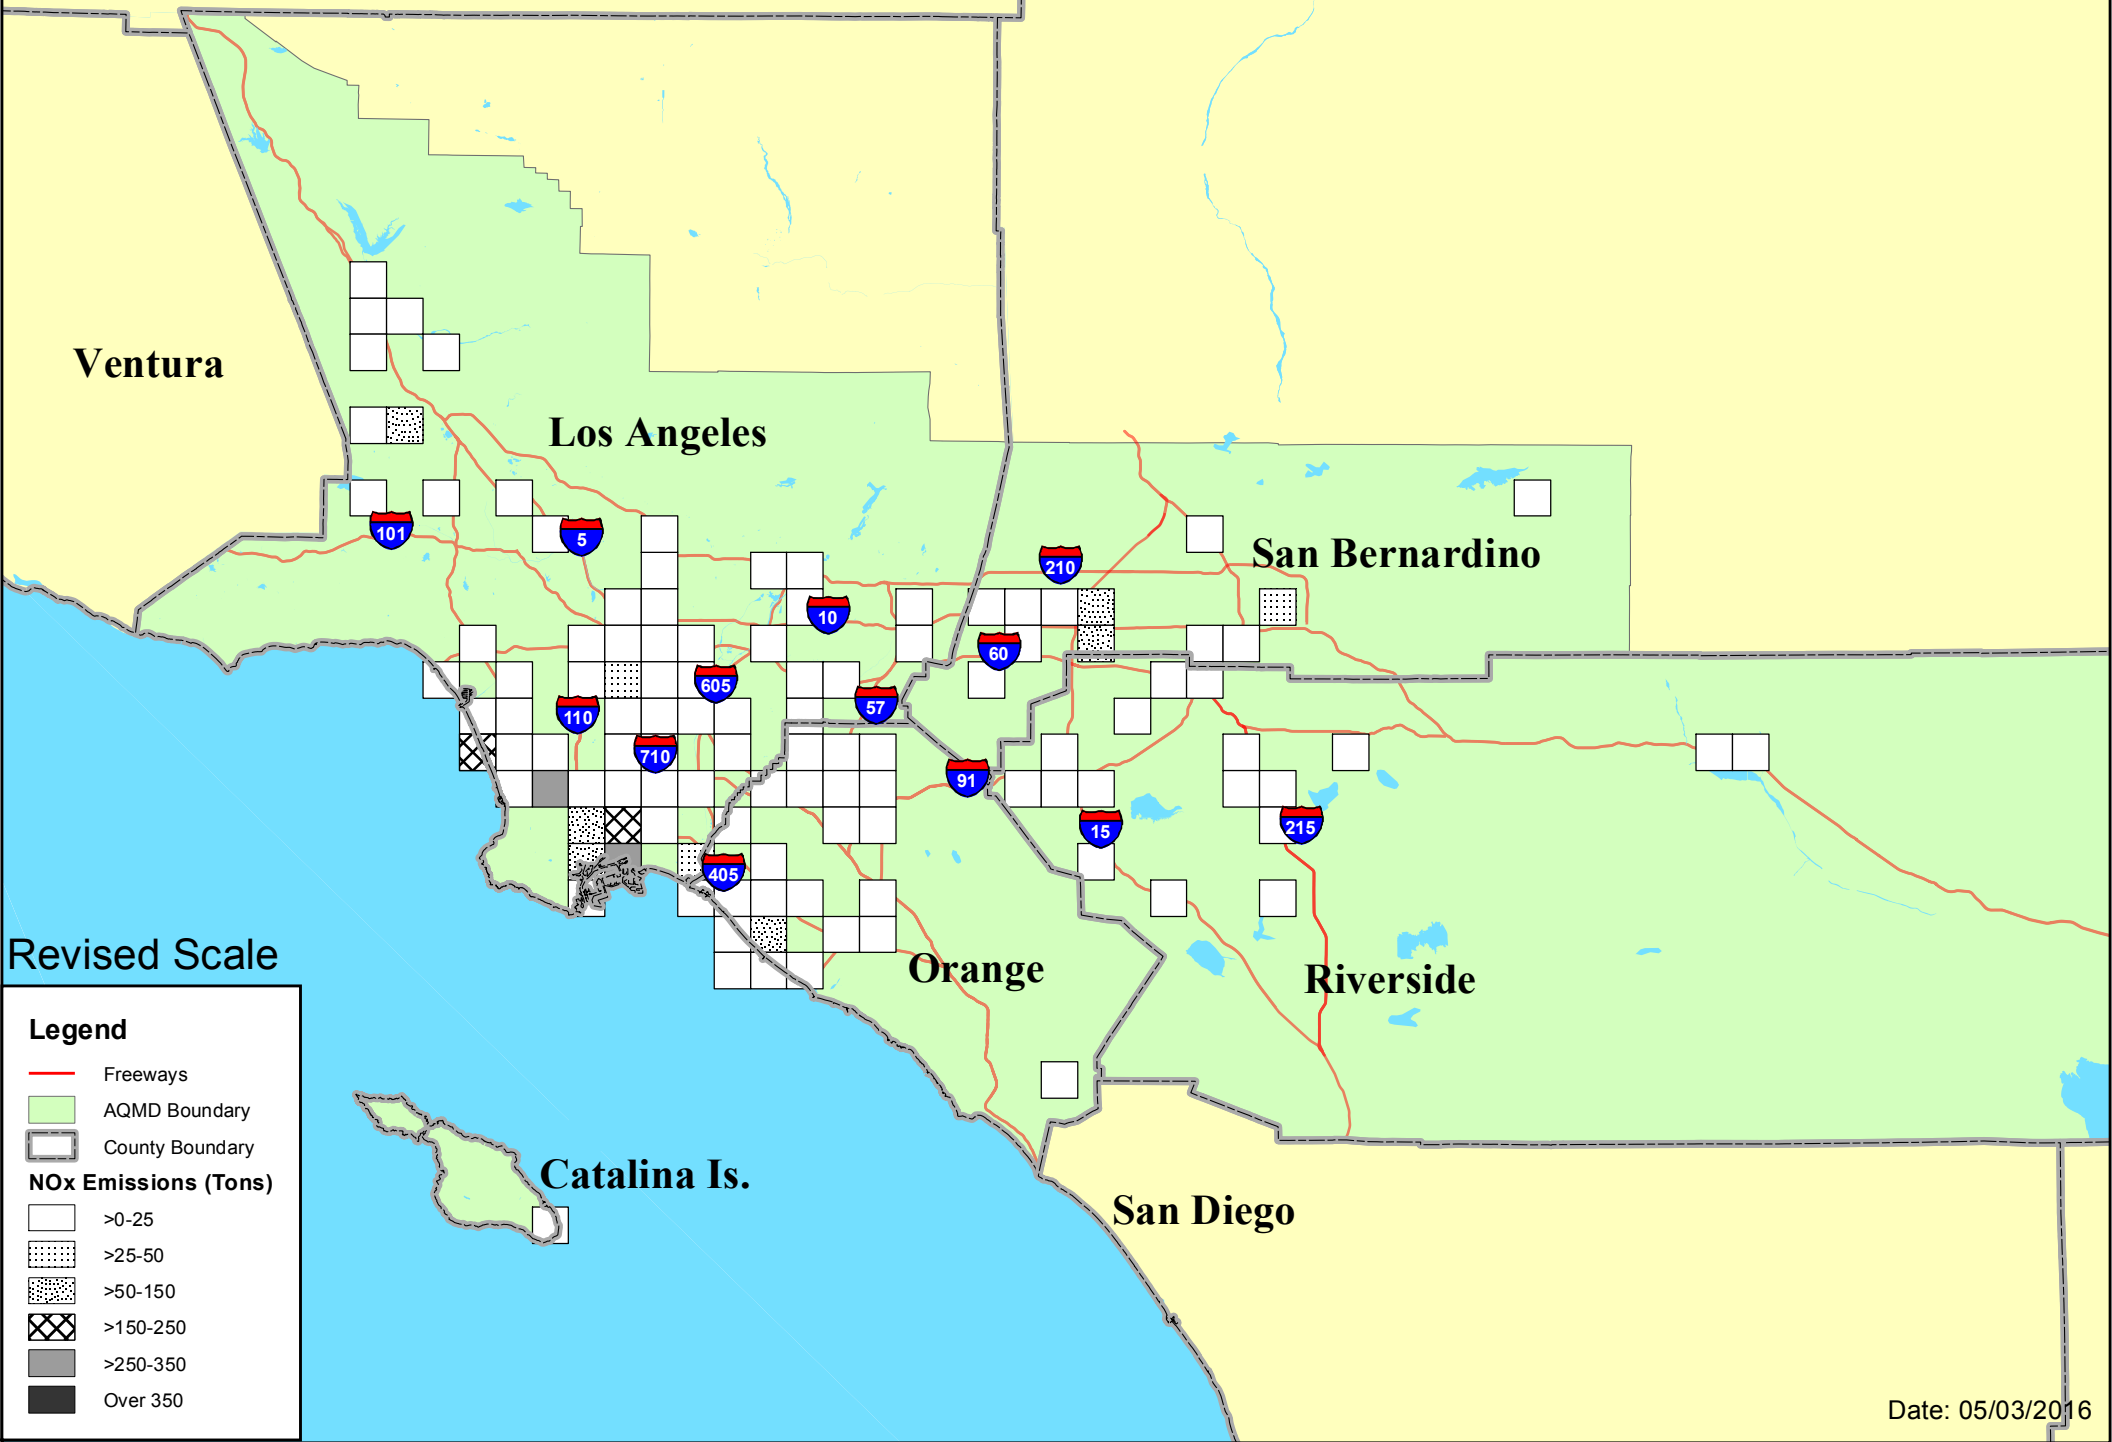 Ventura
Los Angeles
101
5
210
San Bernardino
10
60
605
57
110
710
91
15
215
405
Revised Scale
Orange
Riverside
Catalina Is.
San Diego
Legend
Freeways
AQMD Boundary
County Boundary
NOx Emissions (Tons)
>0-25
>25-50
>50-150
>150-250
>250-350
Over 350
Date: 05/03/2016